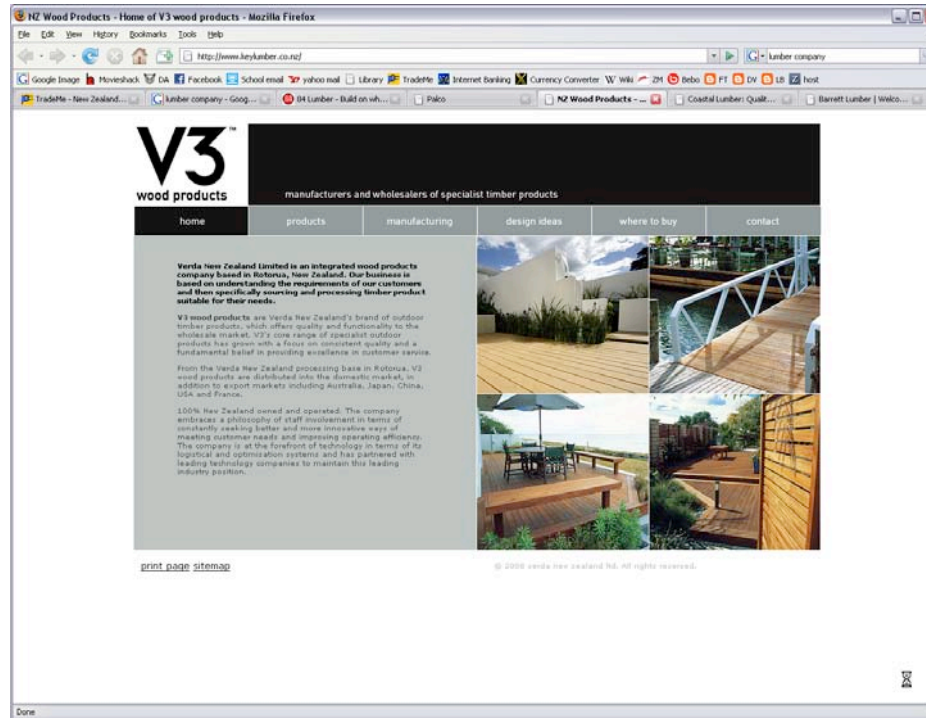 NZ Wood Products - Home of V3 wood products - Mozilla Firefox
File Edit View History Bookmarks Tools Help
http://www.keylumber.co.nz/
lumber company
Google Image Movieshack DA Facebook School email yahoo mail Library TradeMe Internet Banking Currency Converter Wiki ZM Bebo FT DV LB host
TradeMe - New Zealand... lumber company - Goog... 84 Lumber - Build on wh... Palco NZ Wood Products - ... Coastal Lumber: Qualit... Barrett Lumber | Welco...
V3™
wood products
manufacturers and wholesalers of specialist timber products
home products manufacturing design ideas where to buy contact
Verda New Zealand Limited is an integrated wood products
company based in Rotorua, New Zealand. Our business is
based on understanding the requirements of our customers
and then specifically sourcing and processing timber product
suitable for their needs.
V3 wood products are Verda New Zealand's brand of outdoor
timber products, which offers quality and functionality to the
wholesale market. V3's core range of specialist outdoor
products has grown with a focus on consistent quality and a
fundamental belief in providing excellence in customer service.
From the Verda New Zealand processing base in Rotorua, V3
wood products are distributed into the domestic market, in
addition to export markets including Australia, Japan, China,
USA and France.
100% New Zealand owned and operated. The company
embraces a philosophy of staff involvement in terms of
constantly seeking better and more innovative ways of
meeting customer needs and improving operating efficiency.
The company is at the forefront of technology in terms of its
logistical and optimisation systems and has partnered with
leading technology companies to maintain this leading
industry position.
print page sitemap
© 2008 verda new zealand ltd. All rights reserved.
Done